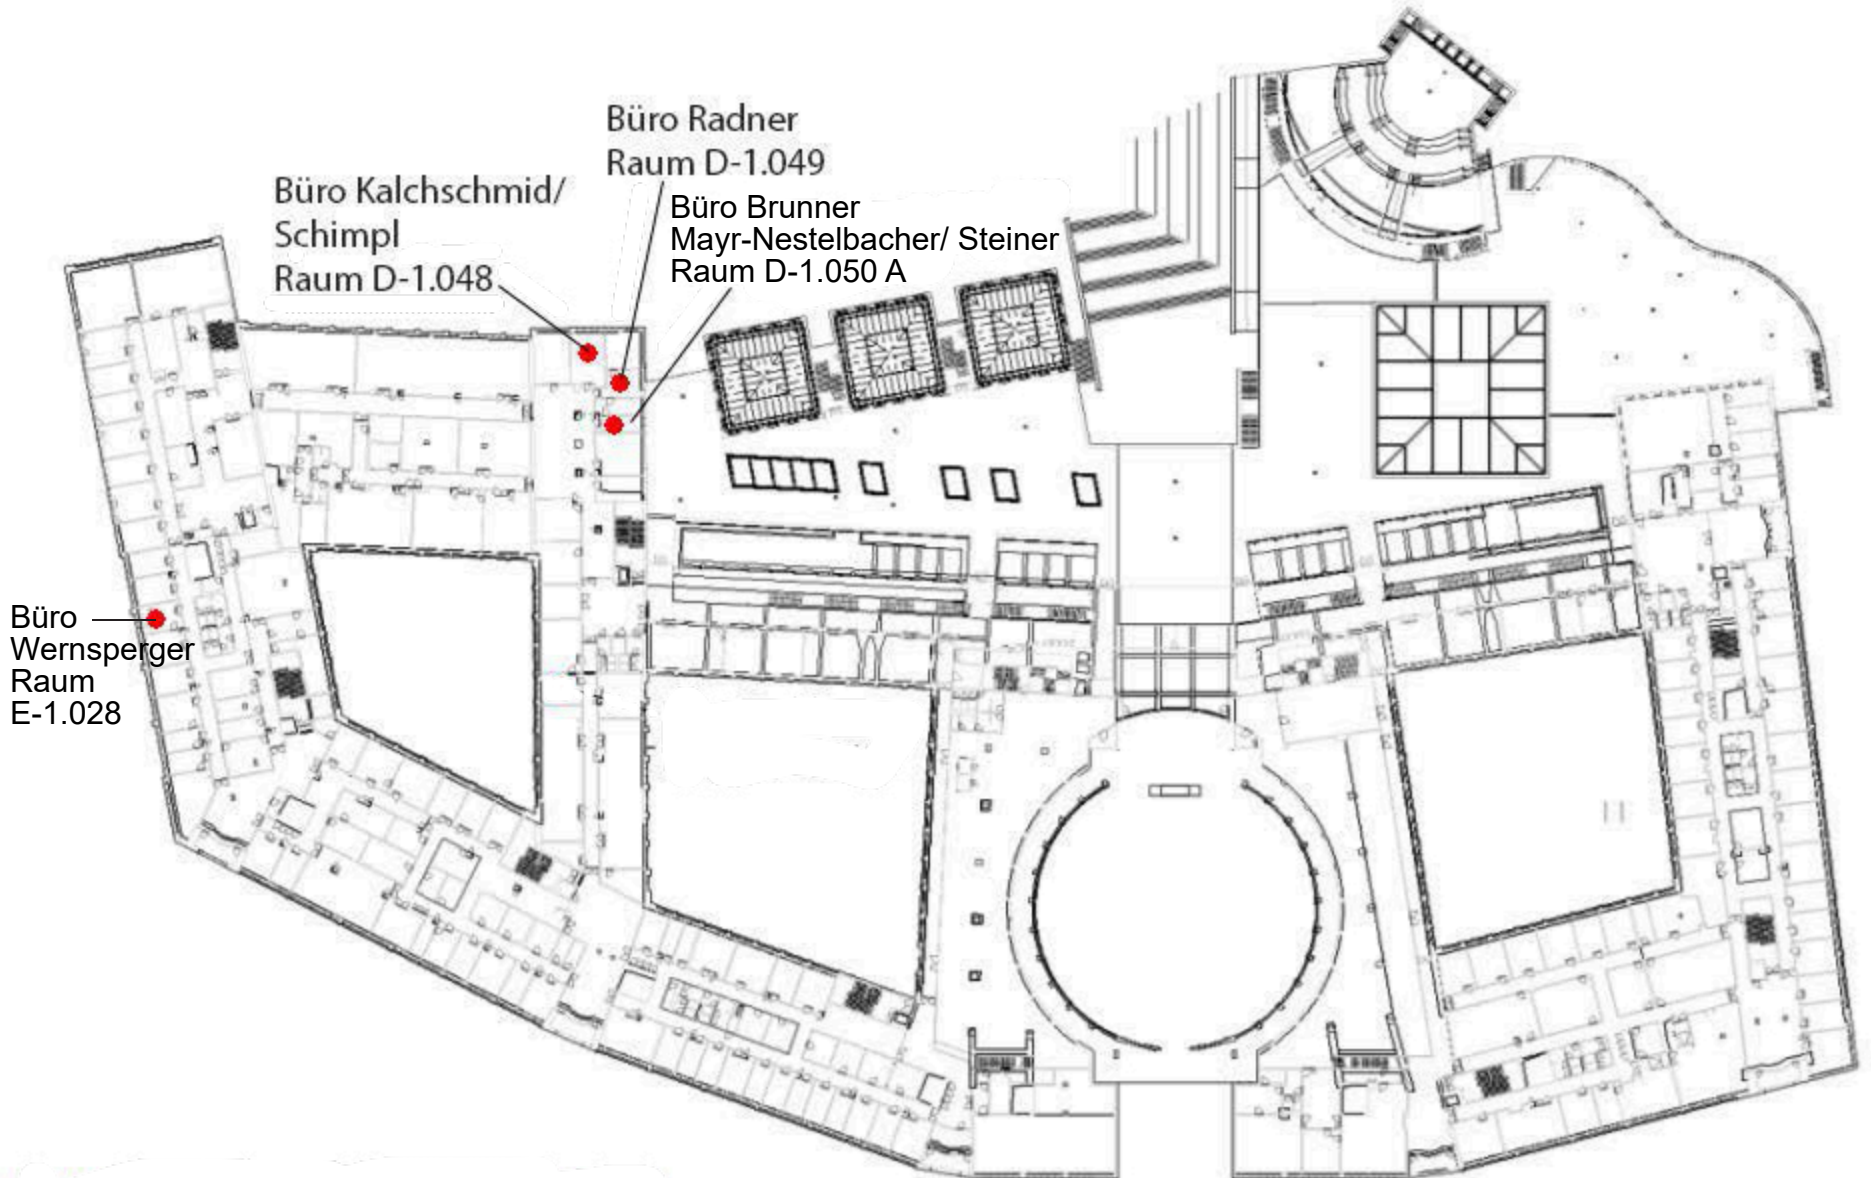 Büro Radner
Raum D-1.049
Büro Kalchschmid/
Schimpl
Raum D-1.048
Büro Brunner
Mayr-Nestelbacher/ Steiner
Raum D-1.050 A
Büro
Wernsperger
Raum
E-1.028